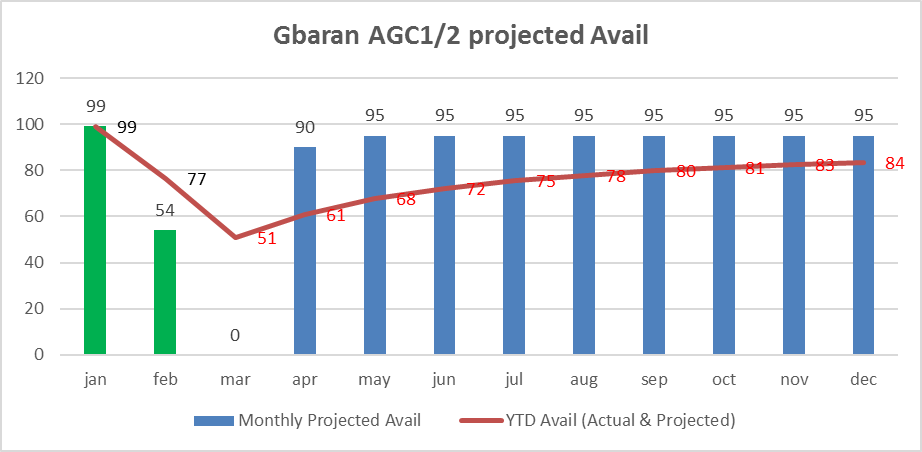 Gbaran AGC1/2 projected Avail
120
100
80
60
40
20
0
99 54 0 90 95 95 95 95 95 95 95 95
99 77 51 61 68 72 75 78 80 81 83 84
jan feb mar apr may jun jul aug sep oct nov dec
Monthly Projected Avail YTD Avail (Actual & Projected)